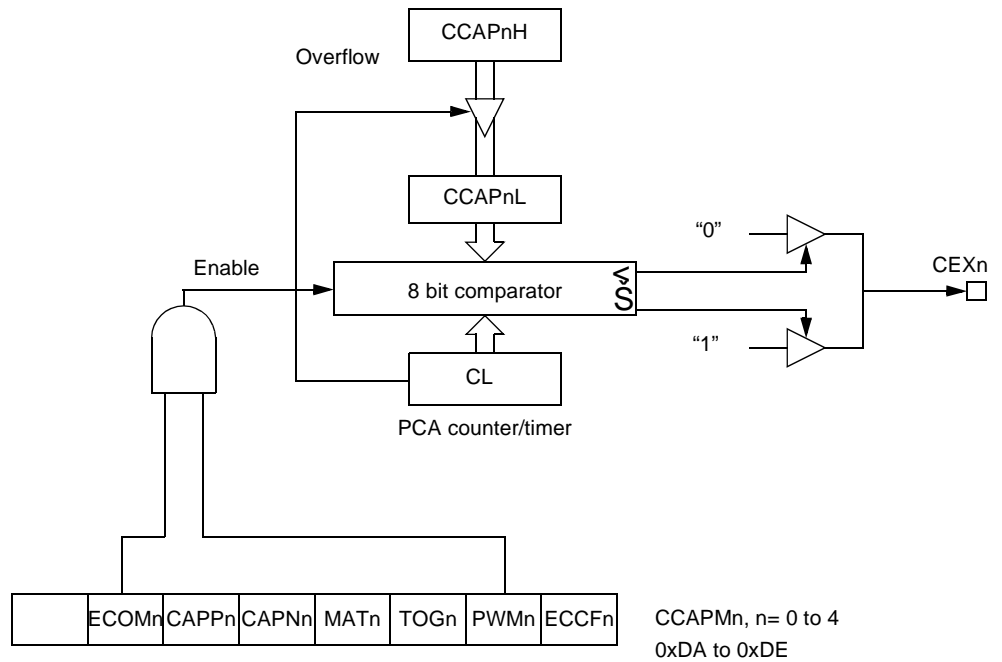 CCAPnH
Overflow
CCAPnL
“0”
Enable
8 bit comparator
<
CEXn
“1”
CL
PCA counter/timer
ECOMn CAPPn CAPNn MATn TOGn PWMn ECCFn
CCAPMn, n= 0 to 4
0xDA to 0xDE